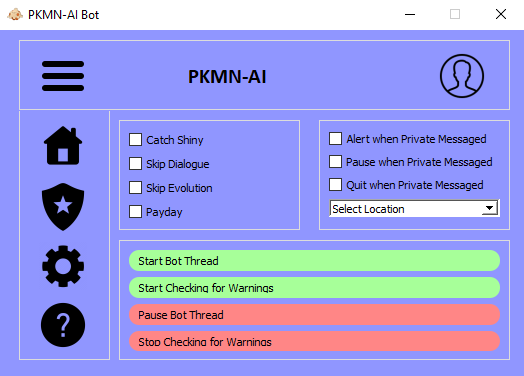 PKMN-AI Bot
PKMN-AI
Catch Shiny
Skip Dialogue
Skip Evolution
Payday
Alert when Private Messaged
Pause when Private Messaged
Quit when Private Messaged
Select Location
Start Bot Thread
Start Checking for Warnings
Pause Bot Thread
Stop Checking for Warnings
?